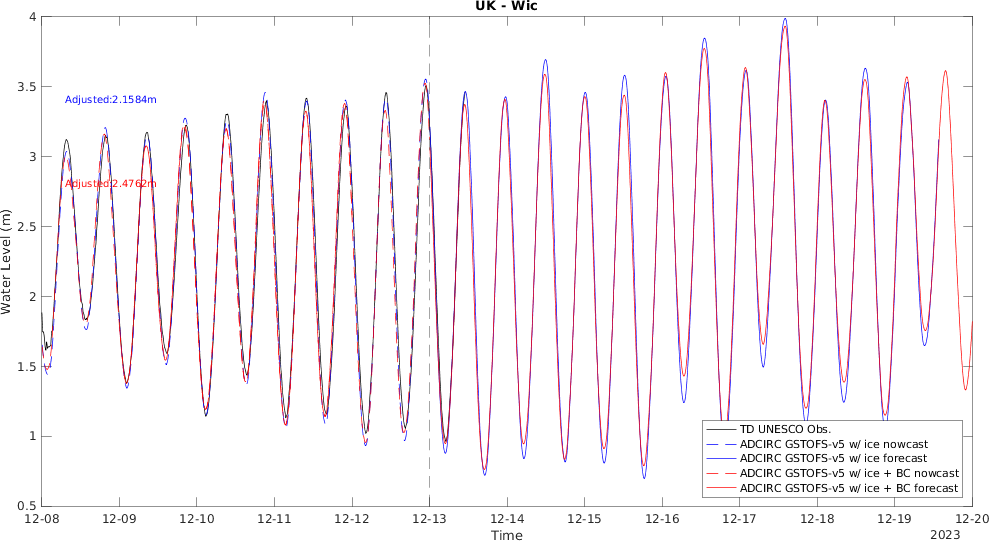 UK - Wic
4
3.5
3
2.5
2
1.5
1
0.5
Water Level (m)
Adjusted:2.1584m
Adjusted:2.4762m
TD UNESCO Obs.
ADCIRC GSTOFS-v5 w/ ice nowcast
ADCIRC GSTOFS-v5 w/ ice forecast
ADCIRC GSTOFS-v5 w/ ice + BC nowcast
ADCIRC GSTOFS-v5 w/ ice + BC forecast
12-08 12-09 12-10 12-11 12-12 12-13 12-14 12-15 12-16 12-17 12-18 12-19 12-20
Time
2023